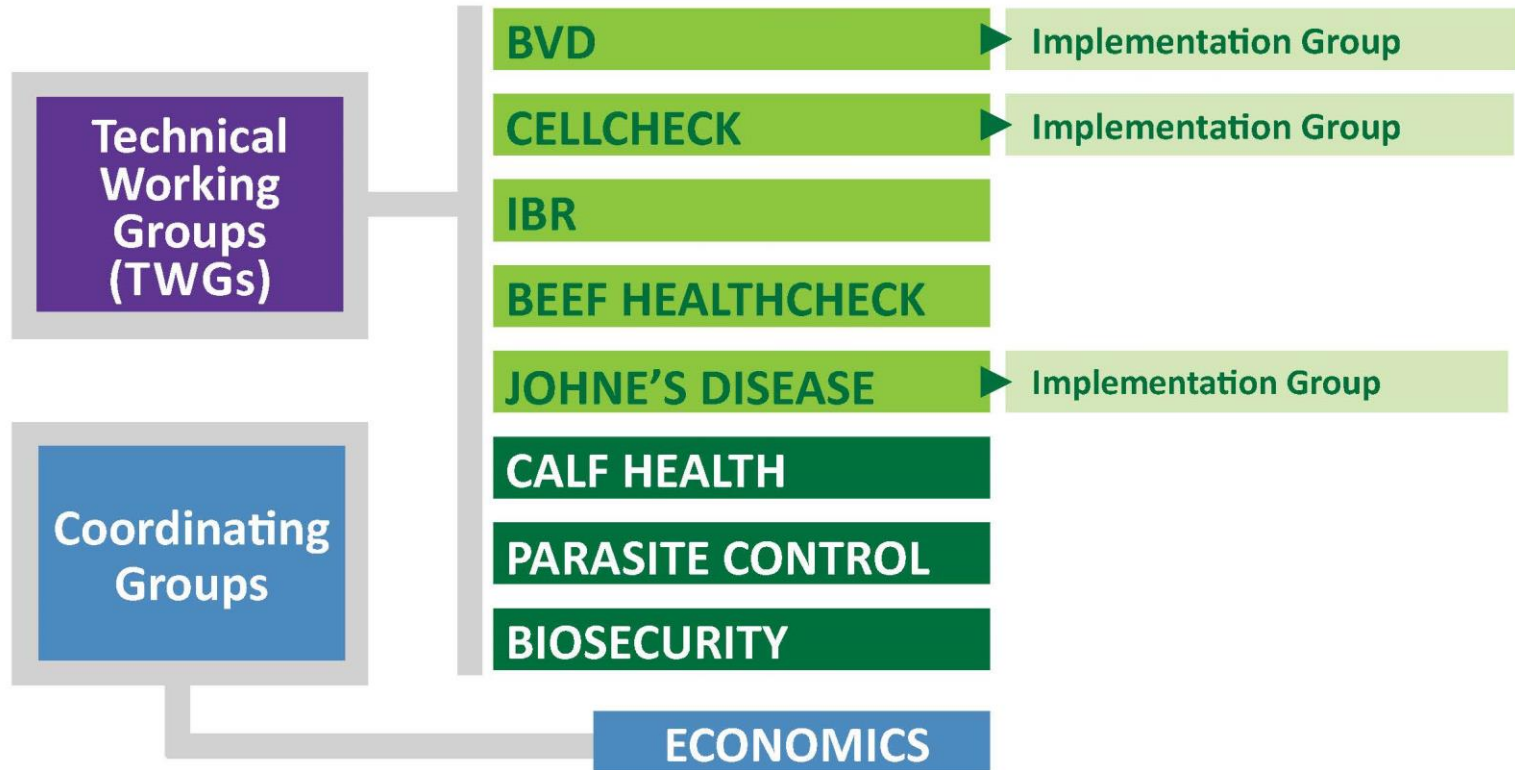 Technical
Working
Groups
(TWGs)
BVD
Implementation Group
CELLCHECK
Implementation Group
IBR
BEEF HEALTHCHECK
JOHNE’S DISEASE
Implementation Group
CALF HEALTH
PARASITE CONTROL
BIOSECURITY
Coordinating
Groups
ECONOMICS